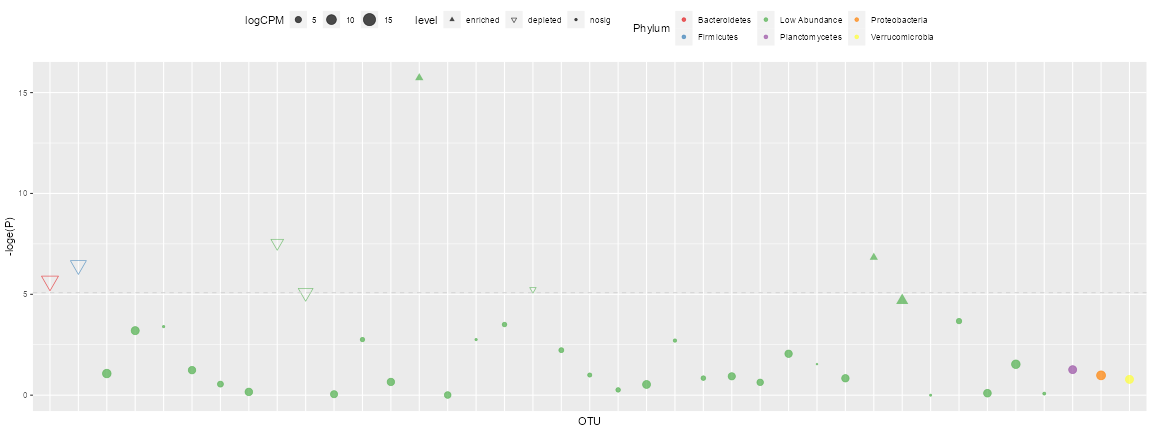 logCPM 5 10 15 level enriched depleted nosig Phylum Bacteroidetes Low Abundance Proteobacteria
Firmicutes Planctomycetes Verrucomicrobia
15
10
5
0
-loge(P)
OTU